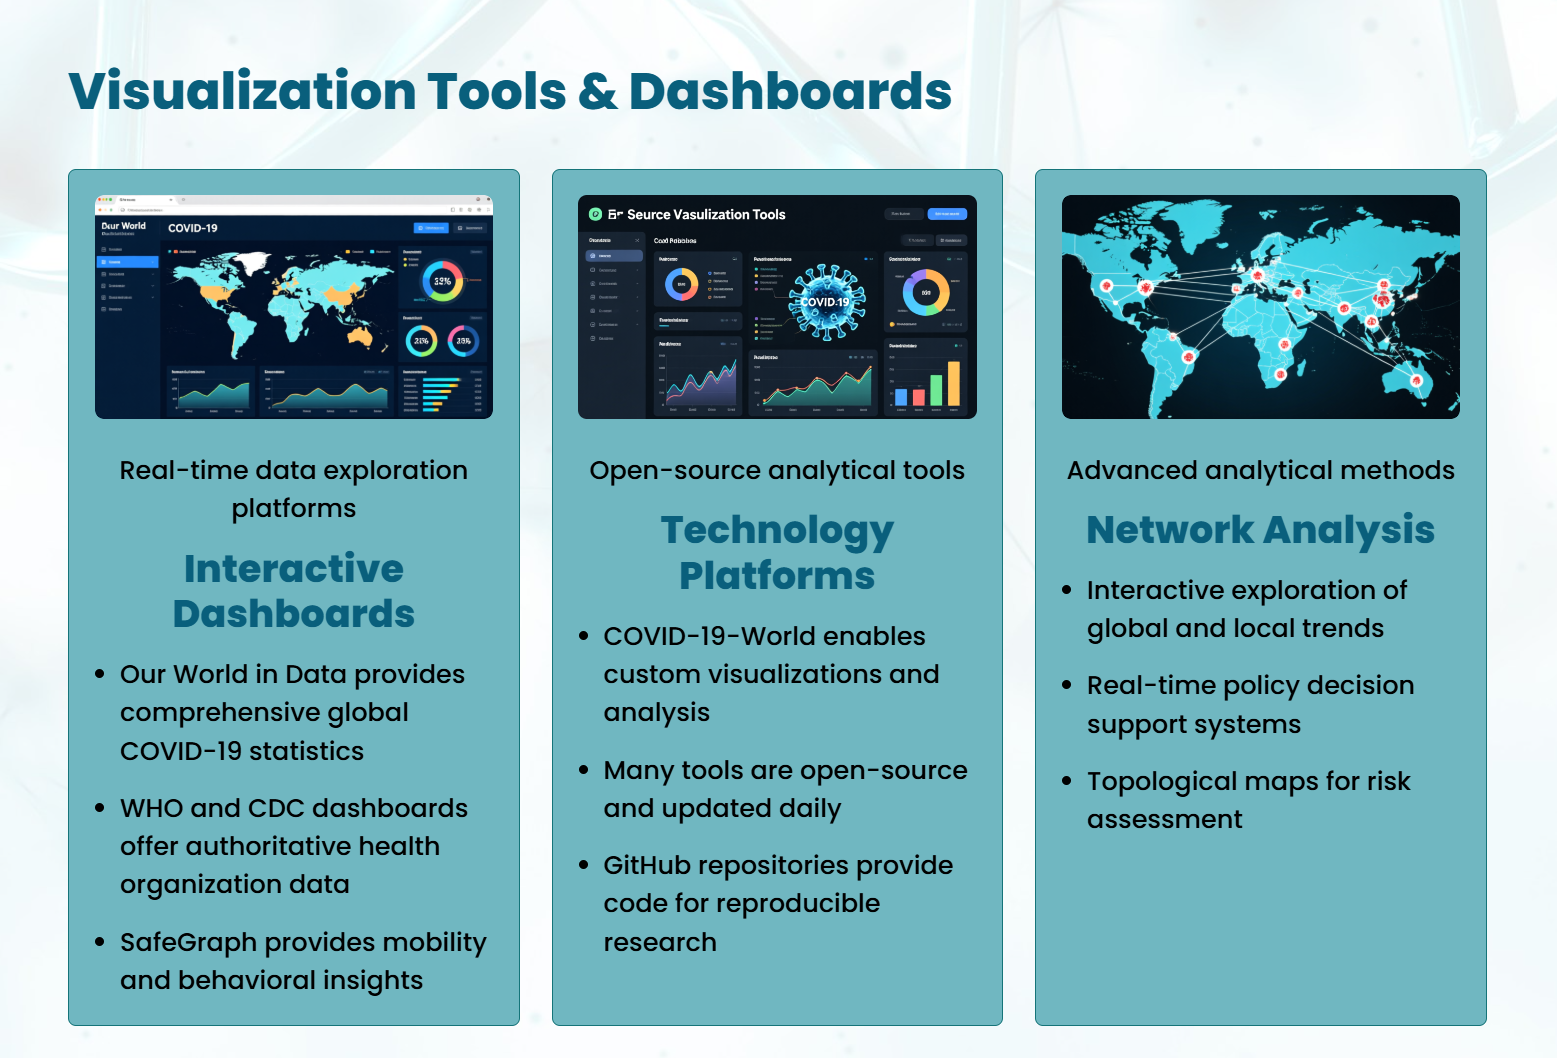 Visualization Tools & Dashboards
Dxur World
COVID-19
Real-time data exploration
platforms
Interactive
Dashboards
• Our World in Data provides
comprehensive global
COVID-19 statistics
• WHO and CDC dashboards
offer authoritative health
organization data
• SafeGraph provides mobility
and behavioral insights
Seurce Vasulization Tools
COVID.19
Open-source analytical tools
Technology
Platforms
• COVID-19-World enables
custom visualizations and
analysis
• Many tools are open-source
and updated daily
• GitHub repositories provide
code for reproducible
research
Advanced analytical methods
Network Analysis
• Interactive exploration of
global and local trends
• Real-time policy decision
support systems
• Topological maps for risk
assessment